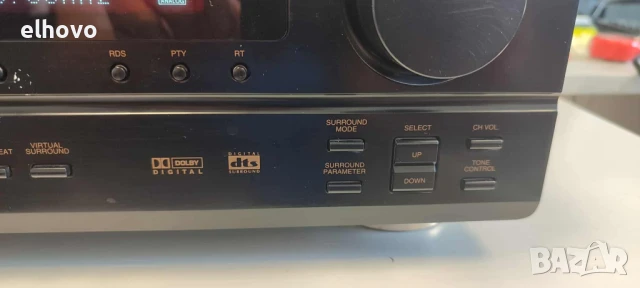 elhovo
ANALOG
RDS
PTY
RT
VIRTUAL
SURROUND
DOLBY
DIGITAL
DIGITAL
dts
SURROUND
SURROUND
MODE
SURROUND
PARAMETER
SELECT
UP
DOWN
CH VOL
TONE
CONTROL
BAZAR